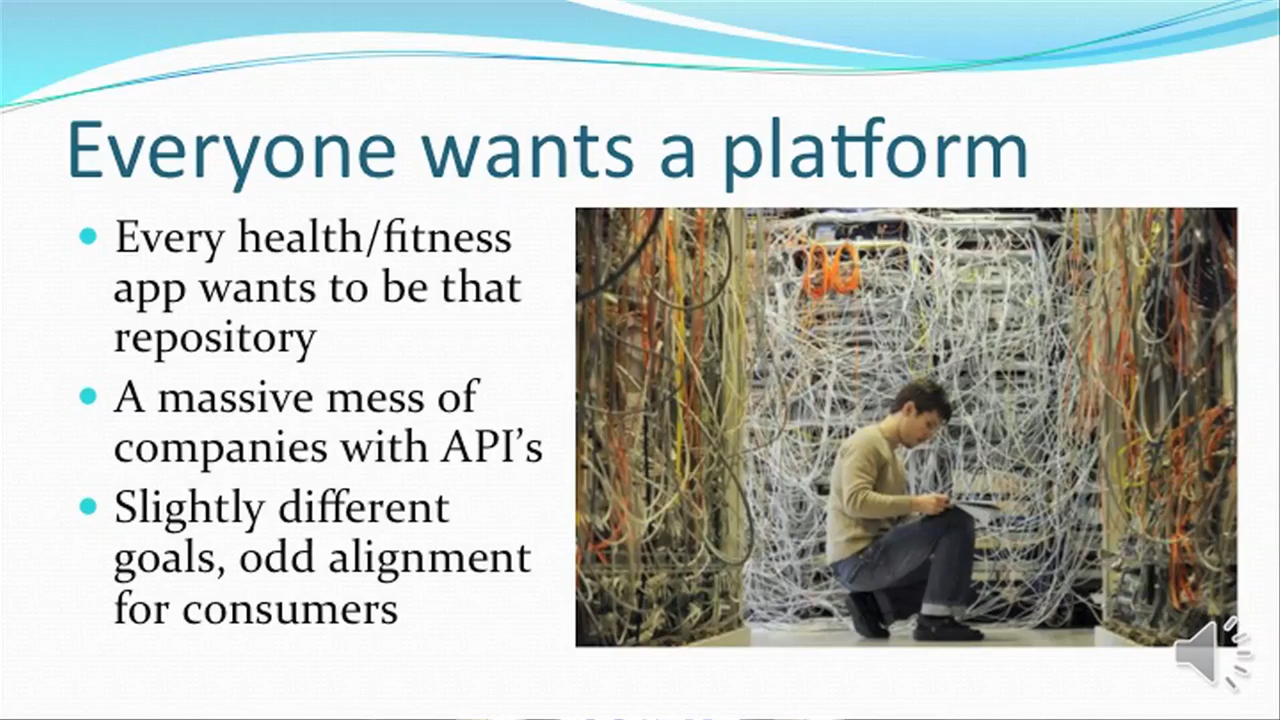 Everyone wants a platform
Every health/fitness
app wants to be that
repository
A massive mess of
companies with API’s
Slightly different
goals, odd alignment
for consumers